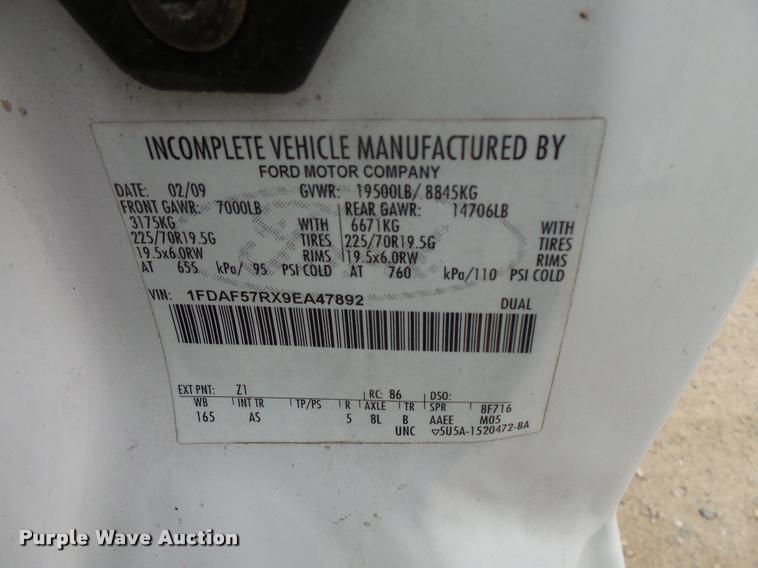 INCOMPLETE VEHICLE MANUFACTURED BY
FORD MOTOR COMPANY
DATE: 02/09 GVWR: 19500LB/ 8845KG
FRONT GAWR: 7000LB REAR GAWR: 14706LB
3175KG WITH 6671KG WITH
225/70R19.5G TIRES 225/70R19.5G TIRES
19.5x6.0RW RIMS 19.5x6.0RW RIMS
AT 655 kPa/ 95 PSI COLD AT 760 kPa/110 PSI COLD
VIN: 1FDAF57RX9EA47892 DUAL
EXT PNT: Z1 RC: 86 DSO:
WB INT TR TP/PS R AXLE TR SPR 8F716
165 AS 5 8L B AAEE M05
UNC ▽5U5A-1520472-BA
Purple Wave Auction